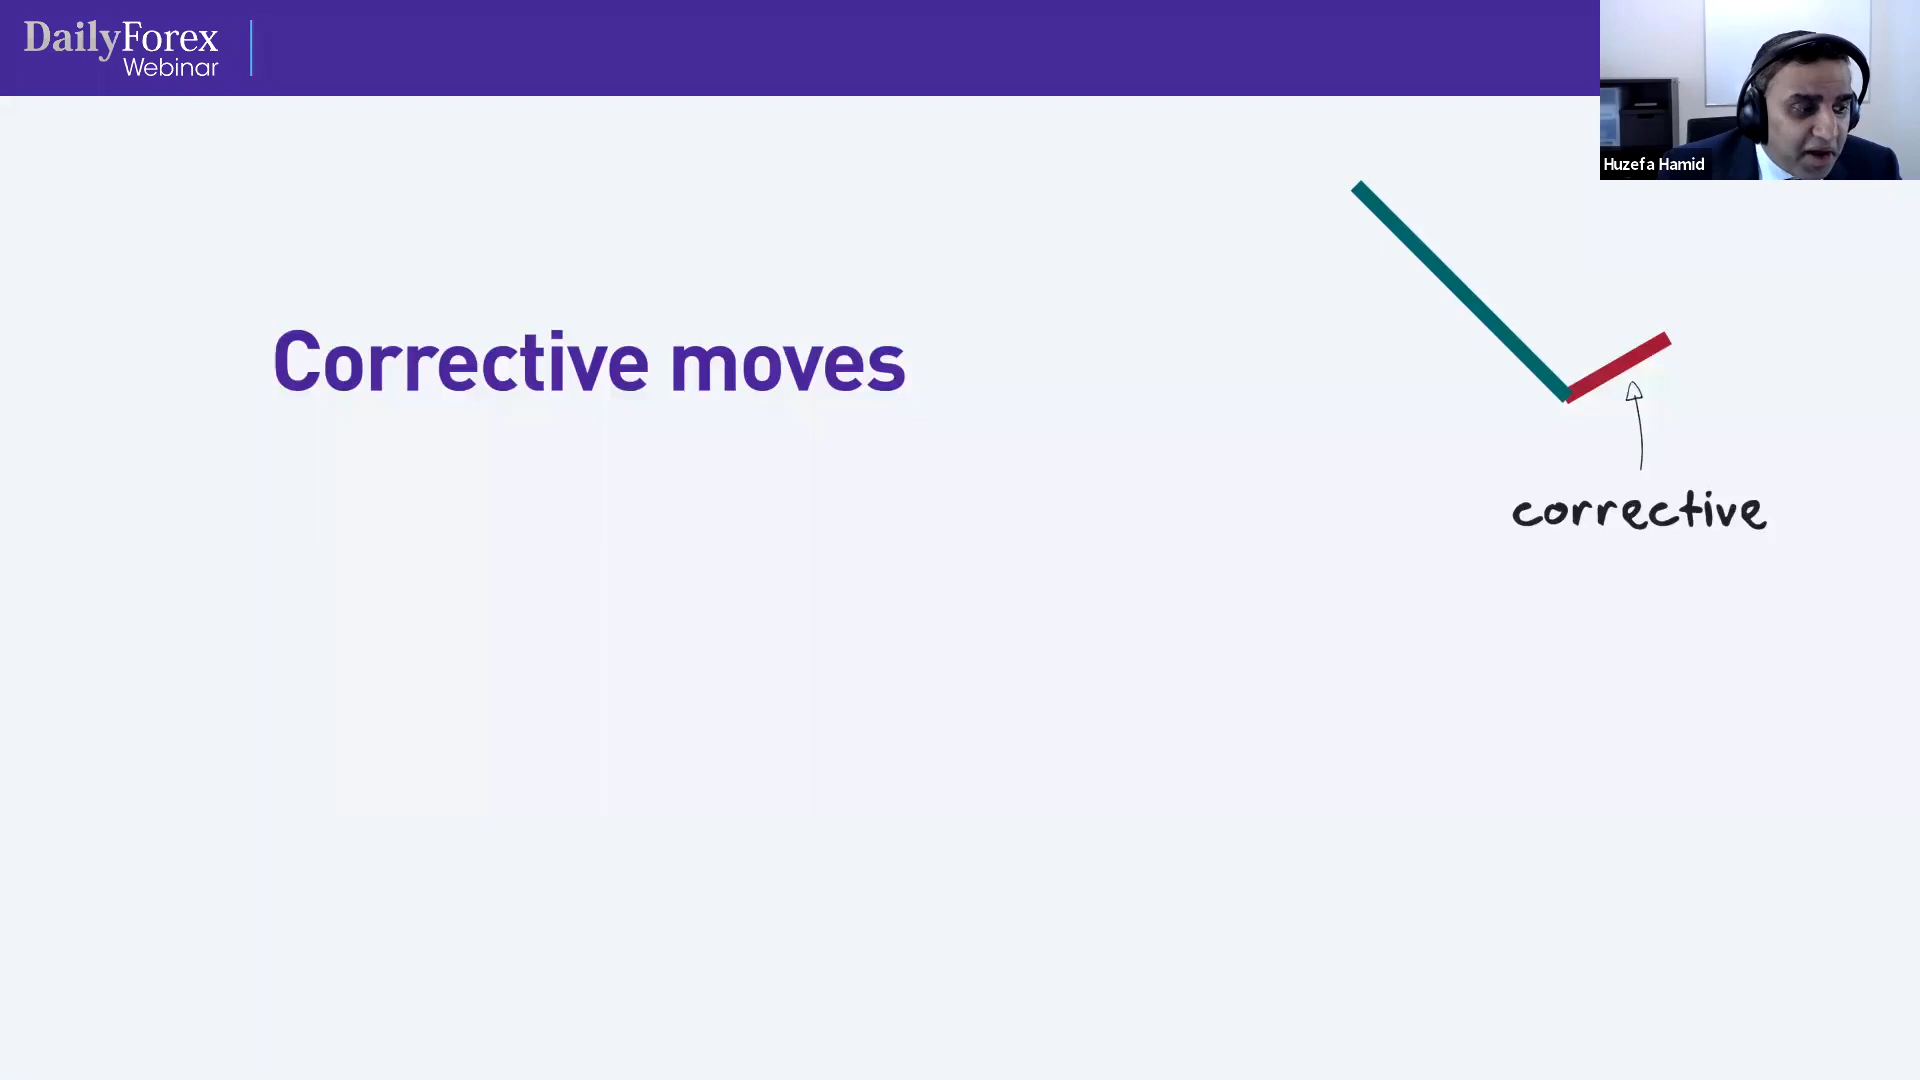 DailyForex
Webinar
Huzefa Hamid
Corrective moves
corrective